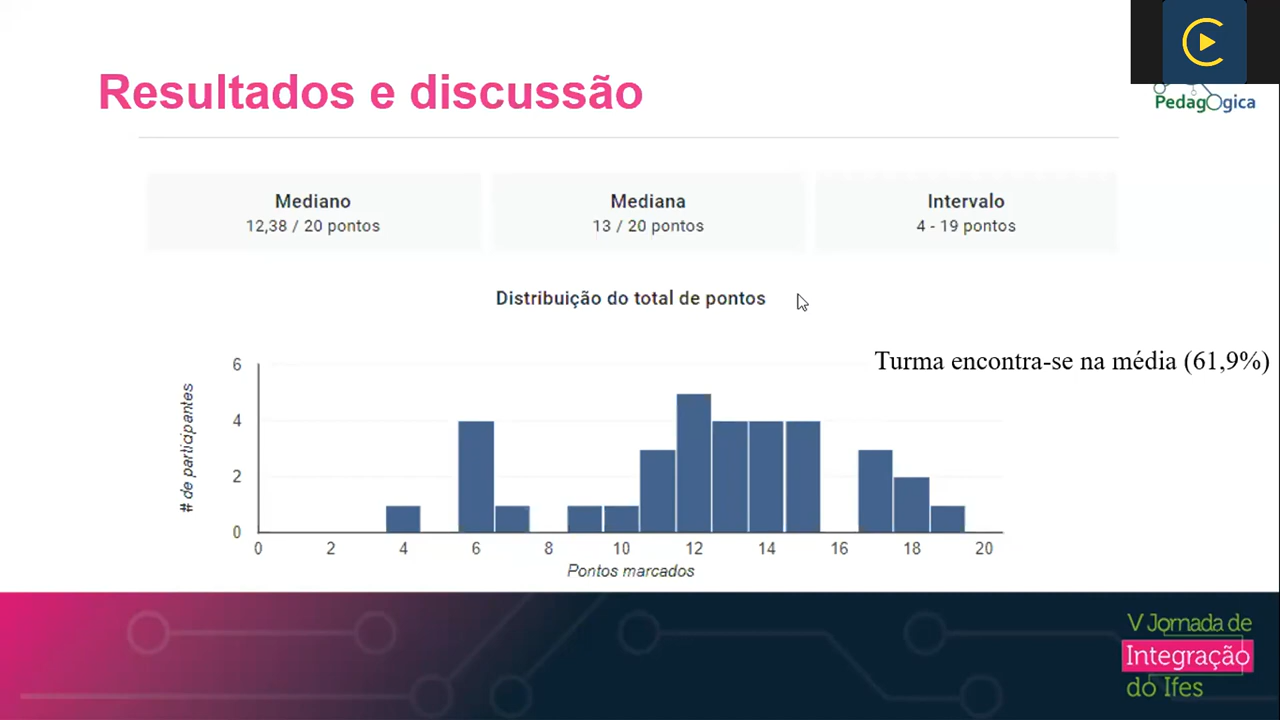 Resultados e discussão
Pedagógica
Mediano
12,38 / 20 pontos
Mediana
13 / 20 pontos
Intervalo
4 - 19 pontos
Distribuição do total de pontos
Turma encontra-se na média (61,9%)
# de participantes
6
4
2
0
0 2 4 6 8 10 12 14 16 18 20
Pontos marcados
V Jornada de
Integração
do Ifes